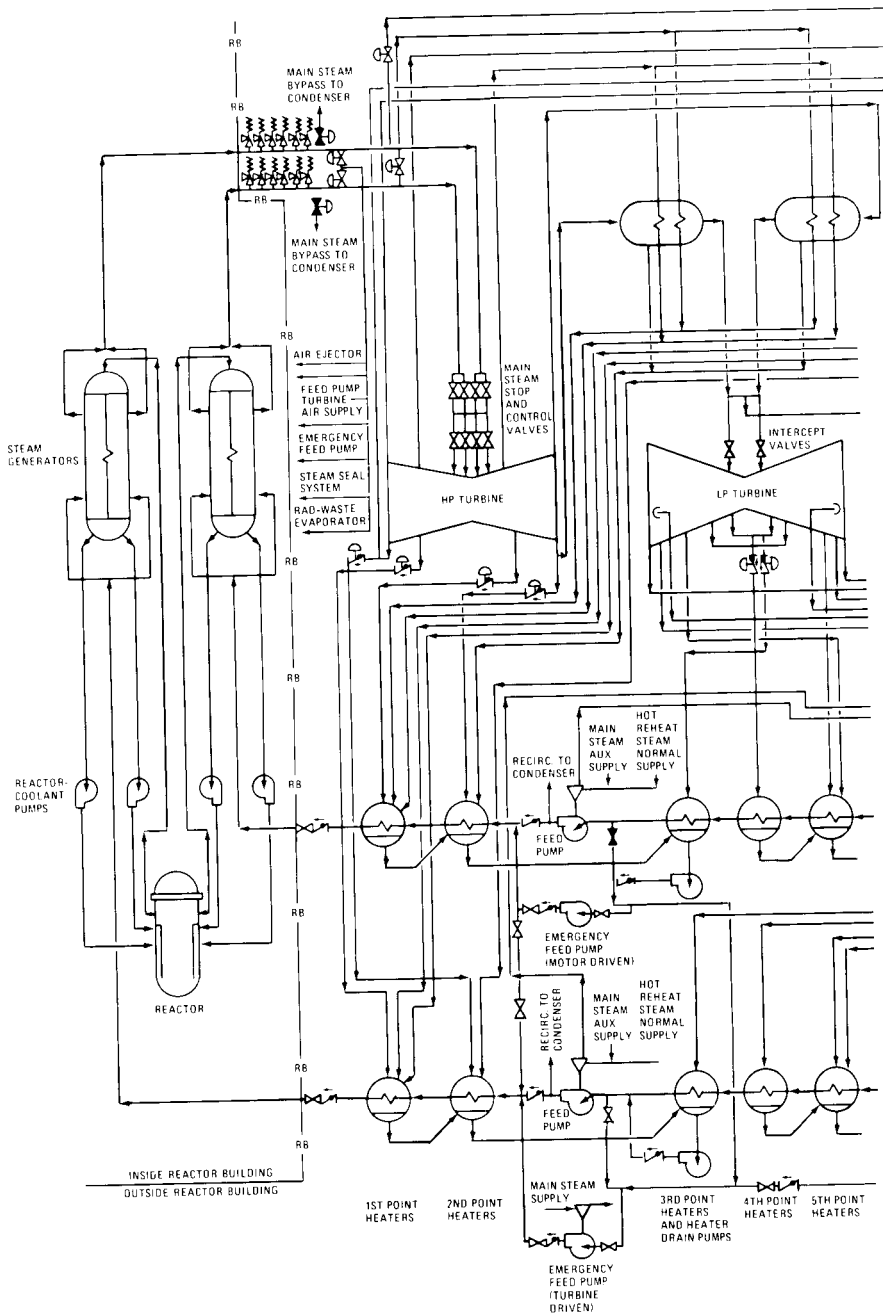 RB
MAIN STEAM
BYPASS TO
CONDENSER
RB
RB
MAIN STEAM
BYPASS TO
CONDENSER
RB
AIR EJECTOR
FEED PUMP
TURBINE
AIR SUPPLY
EMERGENCY
FEED PUMP
STEAM SEAL
SYSTEM
RAD-WASTE
EVAPORATOR
MAIN
STEAM
STOP
AND
CONTROL
VALVES
STEAM
GENERATORS
INTERCEPT
VALVES
HP TURBINE
LP TURBINE
RB
REACTOR-
COOLANT
PUMPS
RB
RECIRC. TO
CONDENSER
MAIN
STEAM
AUX
SUPPLY
HOT
REHEAT
STEAM
NORMAL
SUPPLY
FEED
PUMP
RB
EMERGENCY
FEED PUMP
(MOTOR DRIVEN)
REACTOR
RECIRC. TO
CONDENSER
MAIN
STEAM
AUX
SUPPLY
HOT
REHEAT
STEAM
NORMAL
SUPPLY
RB
FEED
PUMP
RB
INSIDE REACTOR BUILDING
OUTSIDE REACTOR BUILDING
1ST POINT
HEATERS
2ND POINT
HEATERS
MAIN STEAM
SUPPLY
3RD POINT
HEATERS
AND HEATER
DRAIN PUMPS
4TH POINT
HEATERS
5TH POINT
HEATERS
EMERGENCY
FEED PUMP
(TURBINE
DRIVEN)